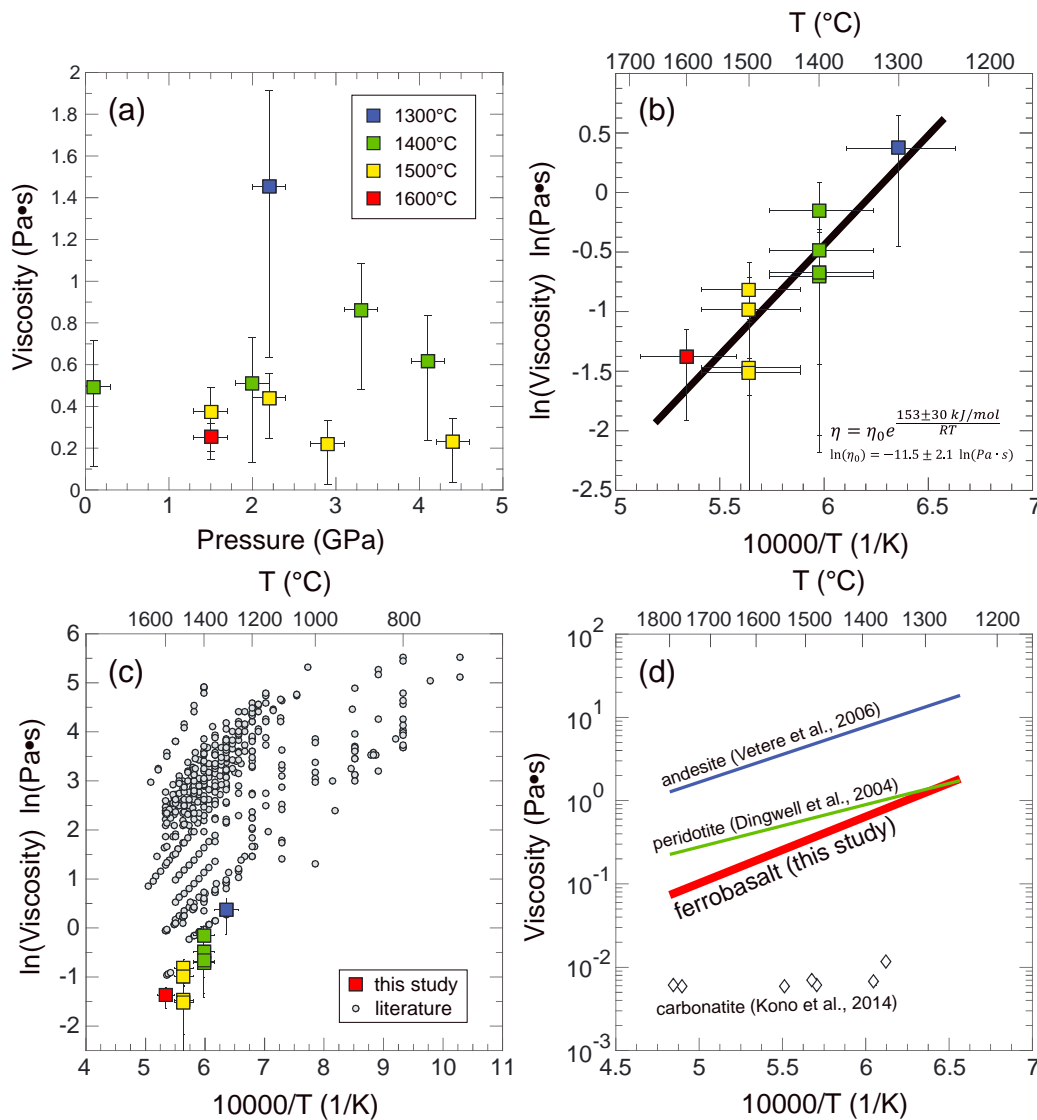 (a)
2
1.8
1.6
1.4
1.2
1
0.8
0.6
0.4
0.2
0
Viscosity (Pa•s)
1300°C
1400°C
1500°C
1600°C
0 1 2 3 4 5
Pressure (GPa)
T (°C)
1700 1600 1500 1400 1300 1200
(b)
0.5
0
-0.5
-1
-1.5
-2
-2.5
ln(Viscosity) ln(Pa•s)
η = η₀e^(153±30 kJ/mol / RT)
ln(η₀) = −11.5 ± 2.1 ln(Pa · s)
5 5.5 6 6.5 7
10000/T (1/K)
T (°C)
1600 1400 1200 1000 800
(c)
6
5
4
3
2
1
0
-1
-2
ln(Viscosity) ln(Pa•s)
this study
literature
4 5 6 7 8 9 10 11
10000/T (1/K)
T (°C)
1800 1700 1600 1500 1400 1300 1200
(d)
10²
10¹
10⁰
10⁻¹
10⁻²
10⁻³
Viscosity (Pa•s)
andesite (Vetere et al., 2006)
peridotite (Dingwell et al., 2004)
ferrobasalt (this study)
carbonatite (Kono et al., 2014)
4.5 5 5.5 6 6.5 7
10000/T (1/K)